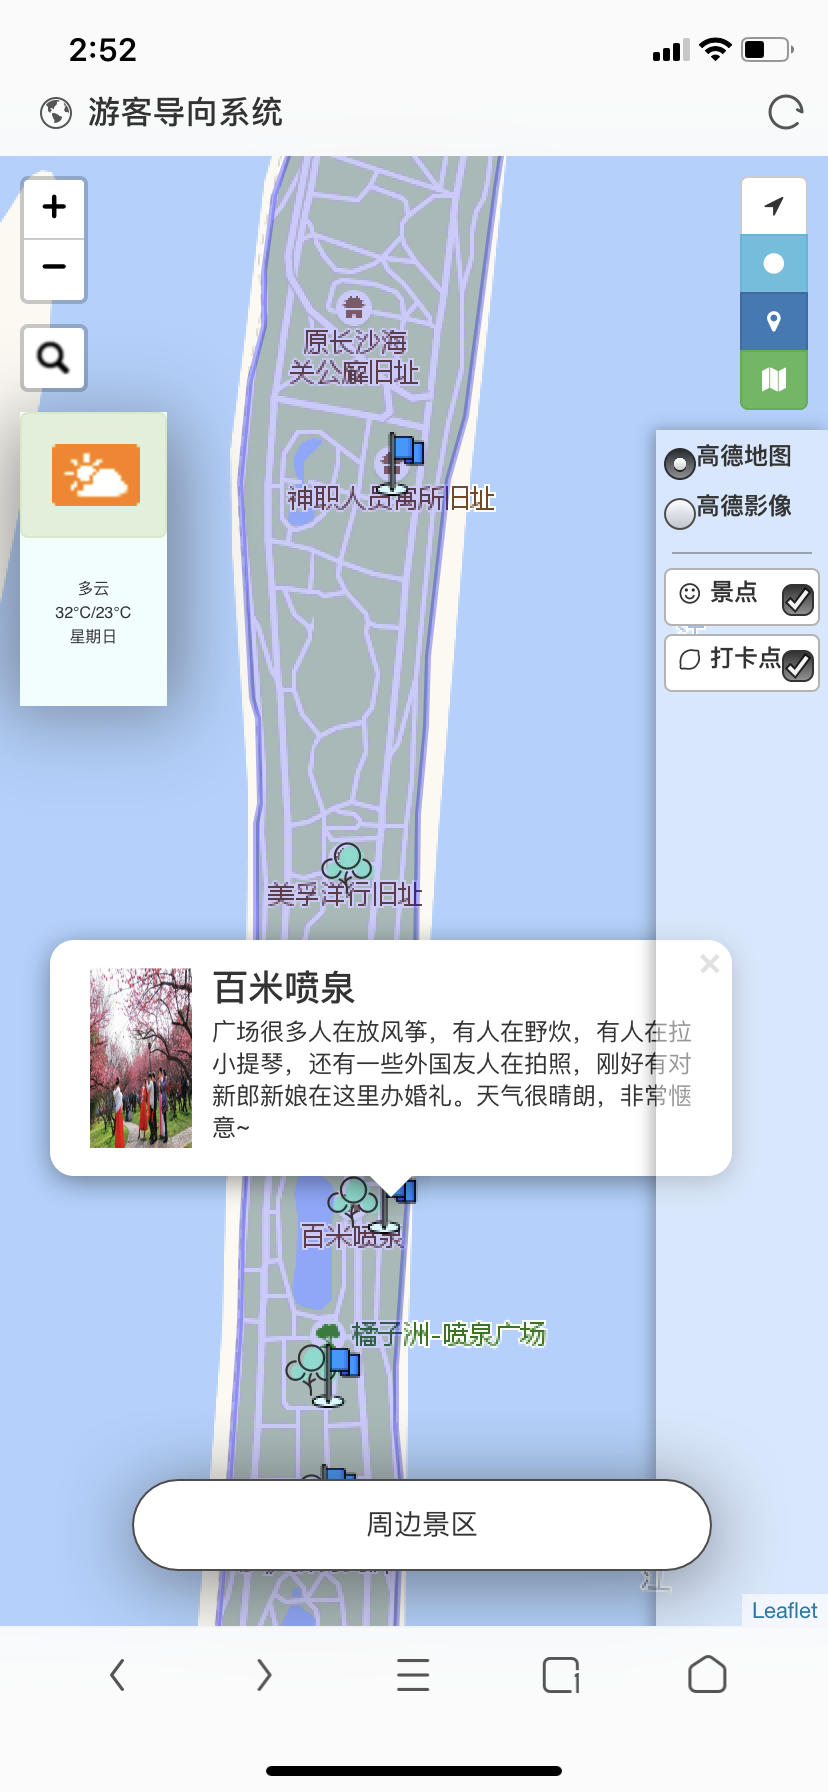 2:52
游客导向系统
+
−
原长沙海
关公廨旧址
高德地图
神职人员寓所旧址
高德影像
多云
32°C/23°C
星期日
景点
打卡点
美孚洋行旧址
×
百米喷泉
广场很多人在放风筝，有人在野炊，有人在拉
小提琴，还有一些外国友人在拍照，刚好有对
新郎新娘在这里办婚礼。天气很晴朗，非常惬
意~
百米喷泉
橘子洲-喷泉广场
周边景区
江
Leaflet
1